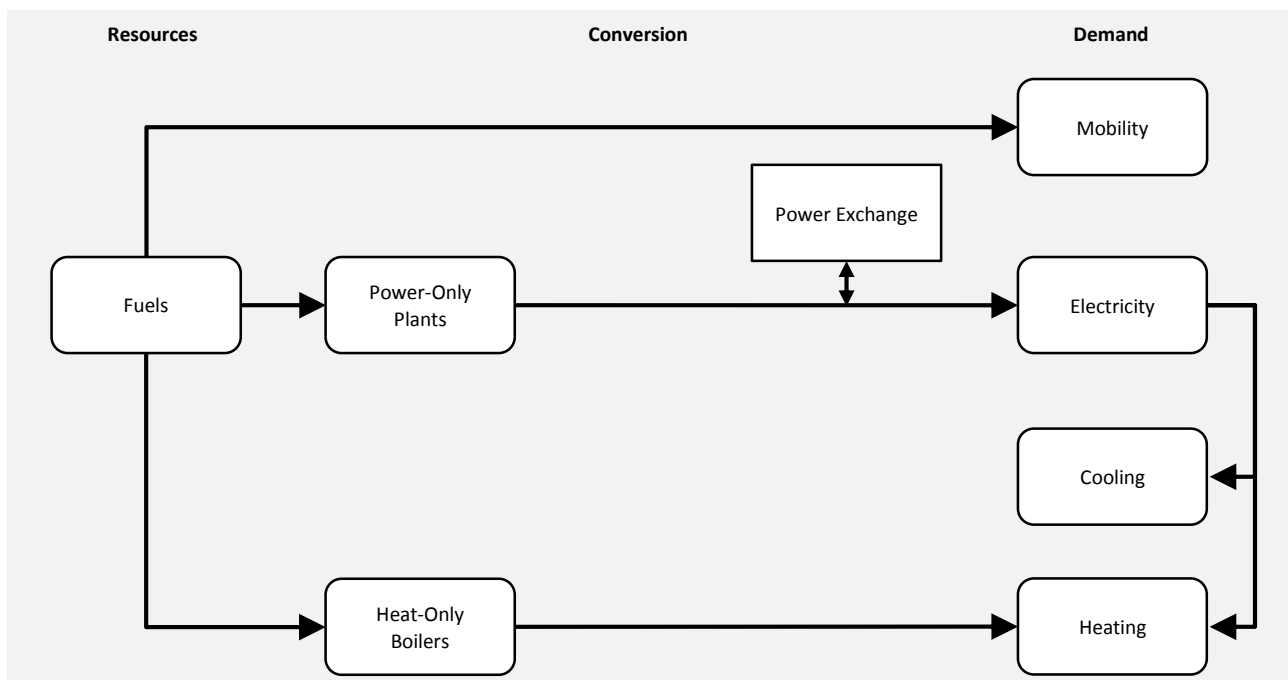 Resources
Conversion
Demand
Mobility
Power Exchange
Fuels
Power-Only
Plants
Electricity
Cooling
Heat-Only
Boilers
Heating